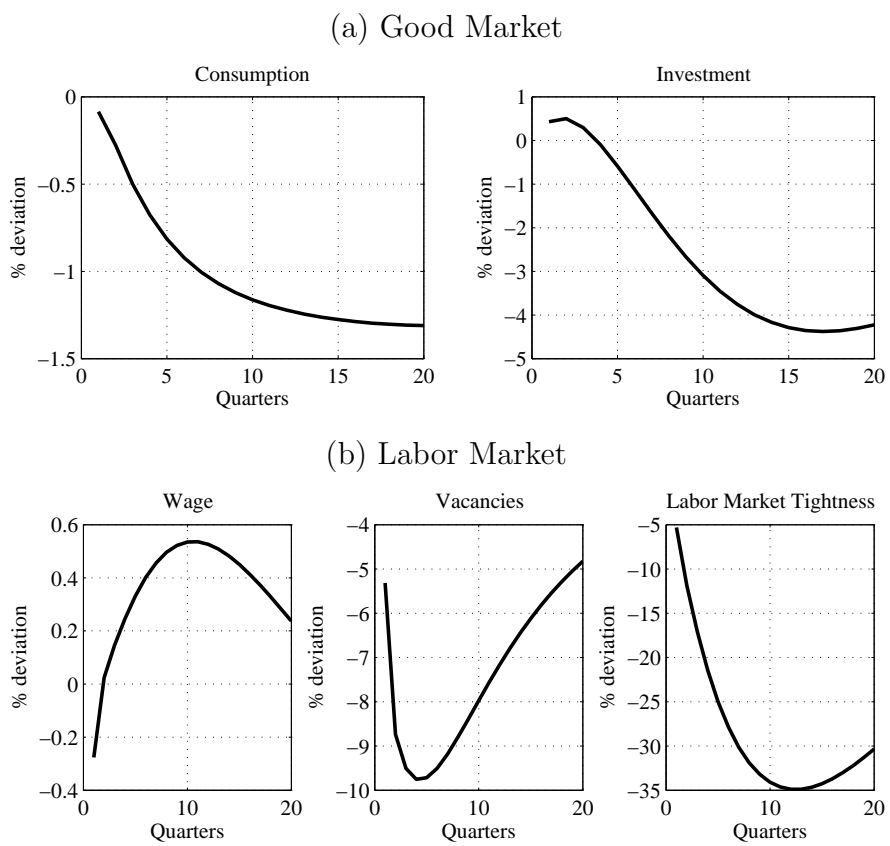 (a) Good Market
Consumption
Investment
% deviation
0
−0.5
−1
−1.5
0 5 10 15 20
Quarters
% deviation
1
0
−1
−2
−3
−4
−5
0 5 10 15 20
Quarters
(b) Labor Market
Wage
Vacancies
Labor Market Tightness
% deviation
0.6
0.4
0.2
0
−0.2
−0.4
0 10 20
Quarters
% deviation
−4
−5
−6
−7
−8
−9
−10
0 10 20
Quarters
% deviation
−5
−10
−15
−20
−25
−30
−35
0 10 20
Quarters